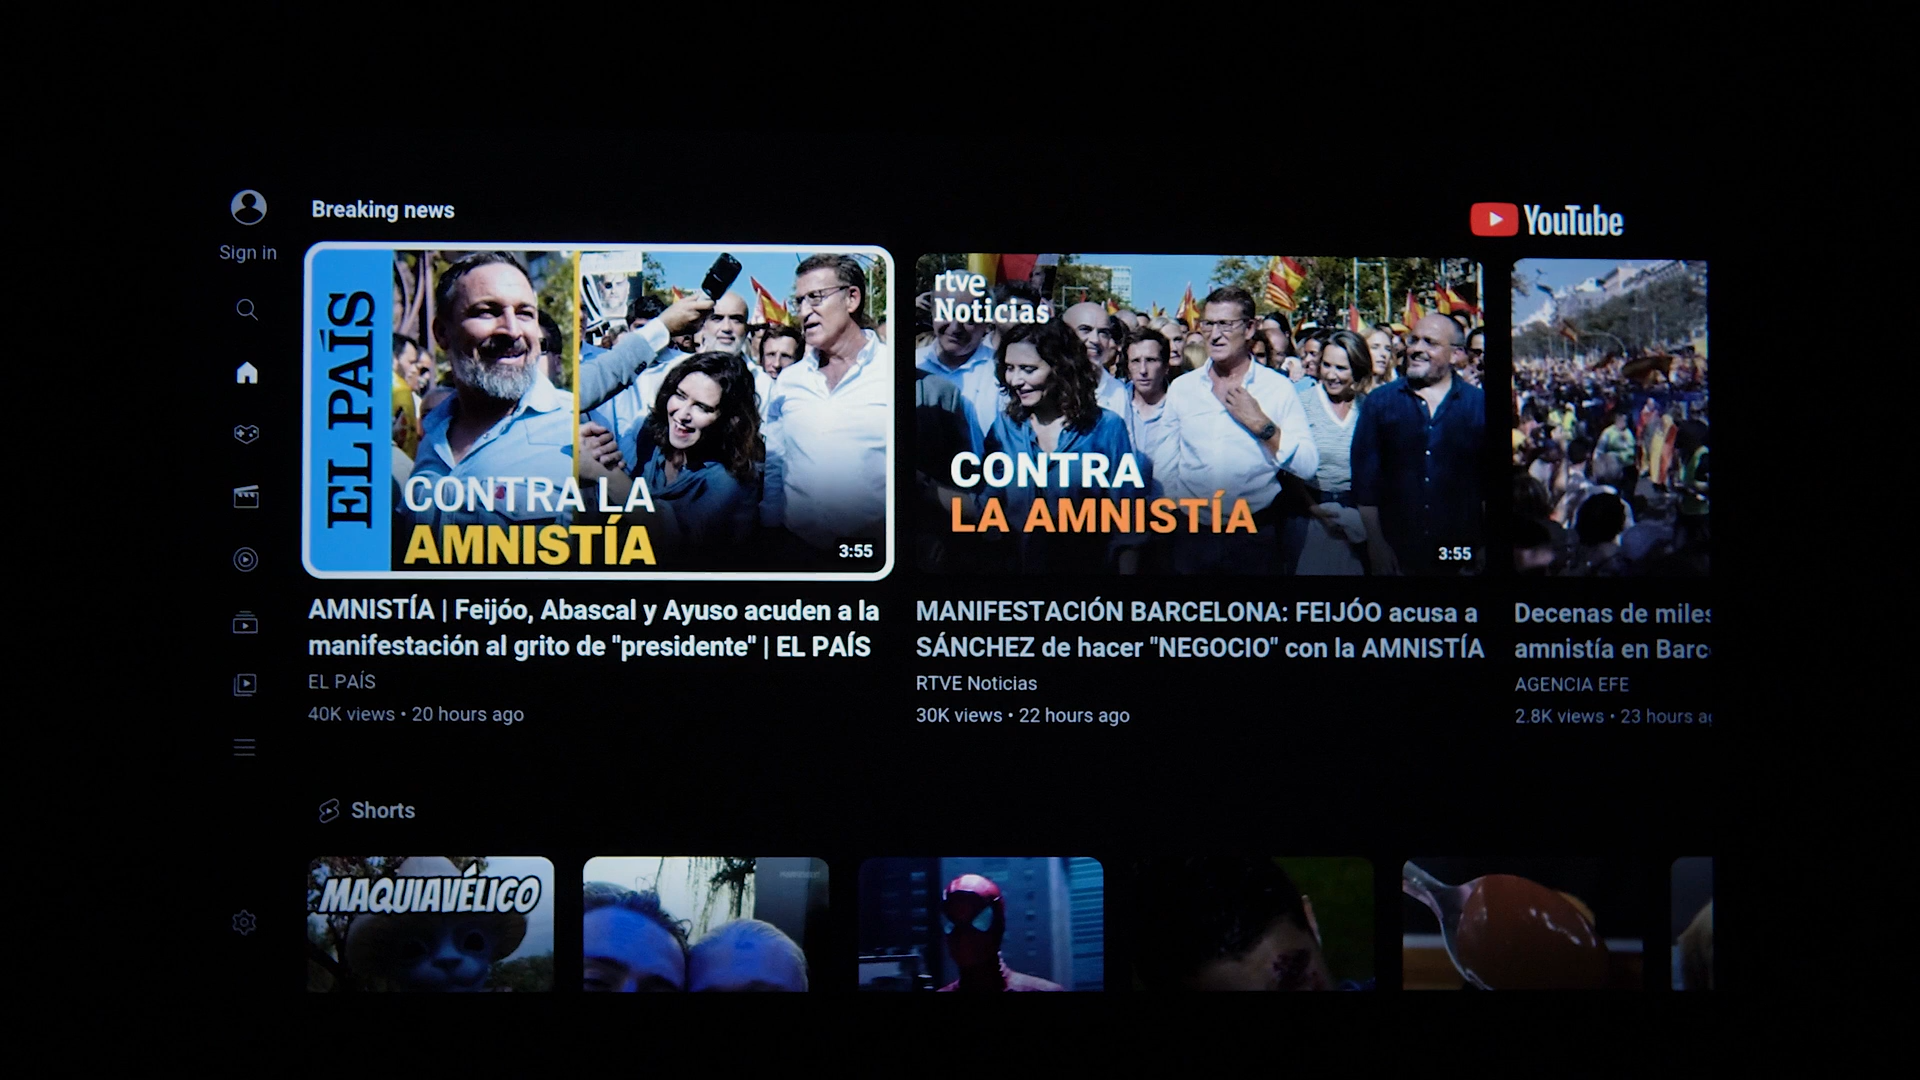 Breaking news
YouTube
Sign in
EL PAÍS
CONTRA LA
AMNISTÍA
3:55
rtve
Noticias
CONTRA
LA AMNISTÍA
3:55
AMNISTÍA | Feijóo, Abascal y Ayuso acuden a la
manifestación al grito de "presidente" | EL PAÍS
EL PAÍS
40K views • 20 hours ago
MANIFESTACIÓN BARCELONA: FEIJÓO acusa a
SÁNCHEZ de hacer "NEGOCIO" con la AMNISTÍA
RTVE Noticias
30K views • 22 hours ago
Decenas de miles
amnistía en Barc
AGENCIA EFE
2.8K views • 23 hours ag
Shorts
MAQUIAVÉLICO